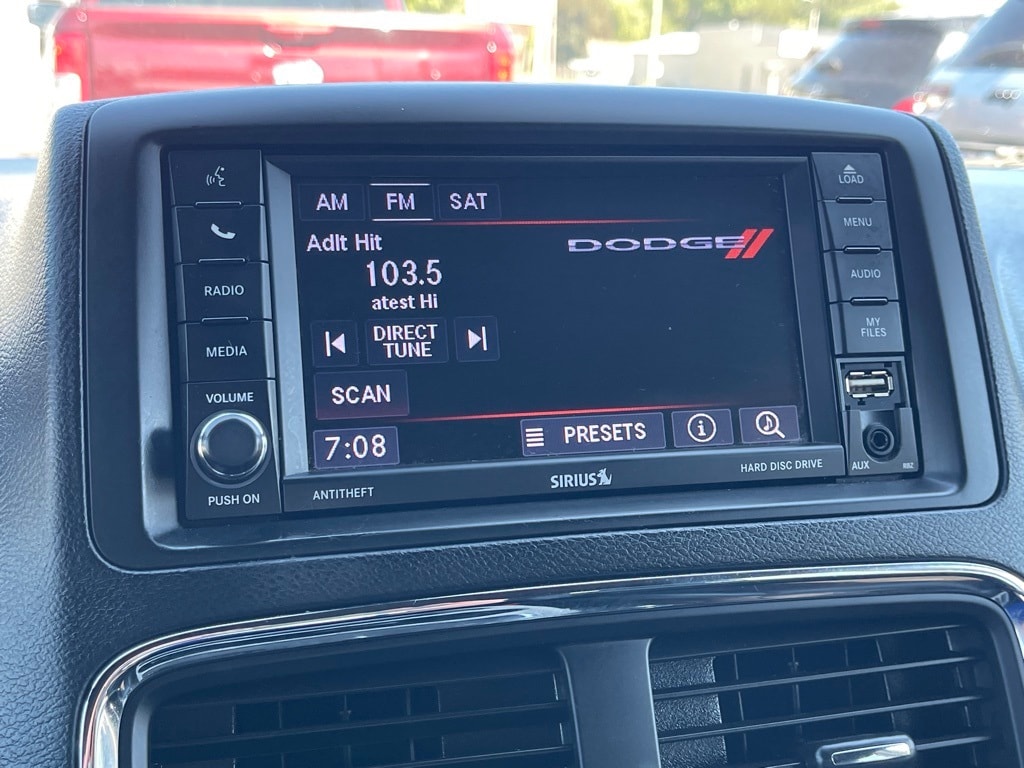 AM FM SAT
Adlt Hit
103.5
atest Hi
DIRECT
TUNE
SCAN
7:08
PRESETS
DODGE
RADIO
MEDIA
VOLUME
PUSH ON
ANTITHEFT
SIRIUS
HARD DISC DRIVE
LOAD
MENU
AUDIO
MY
FILES
AUX RBZ